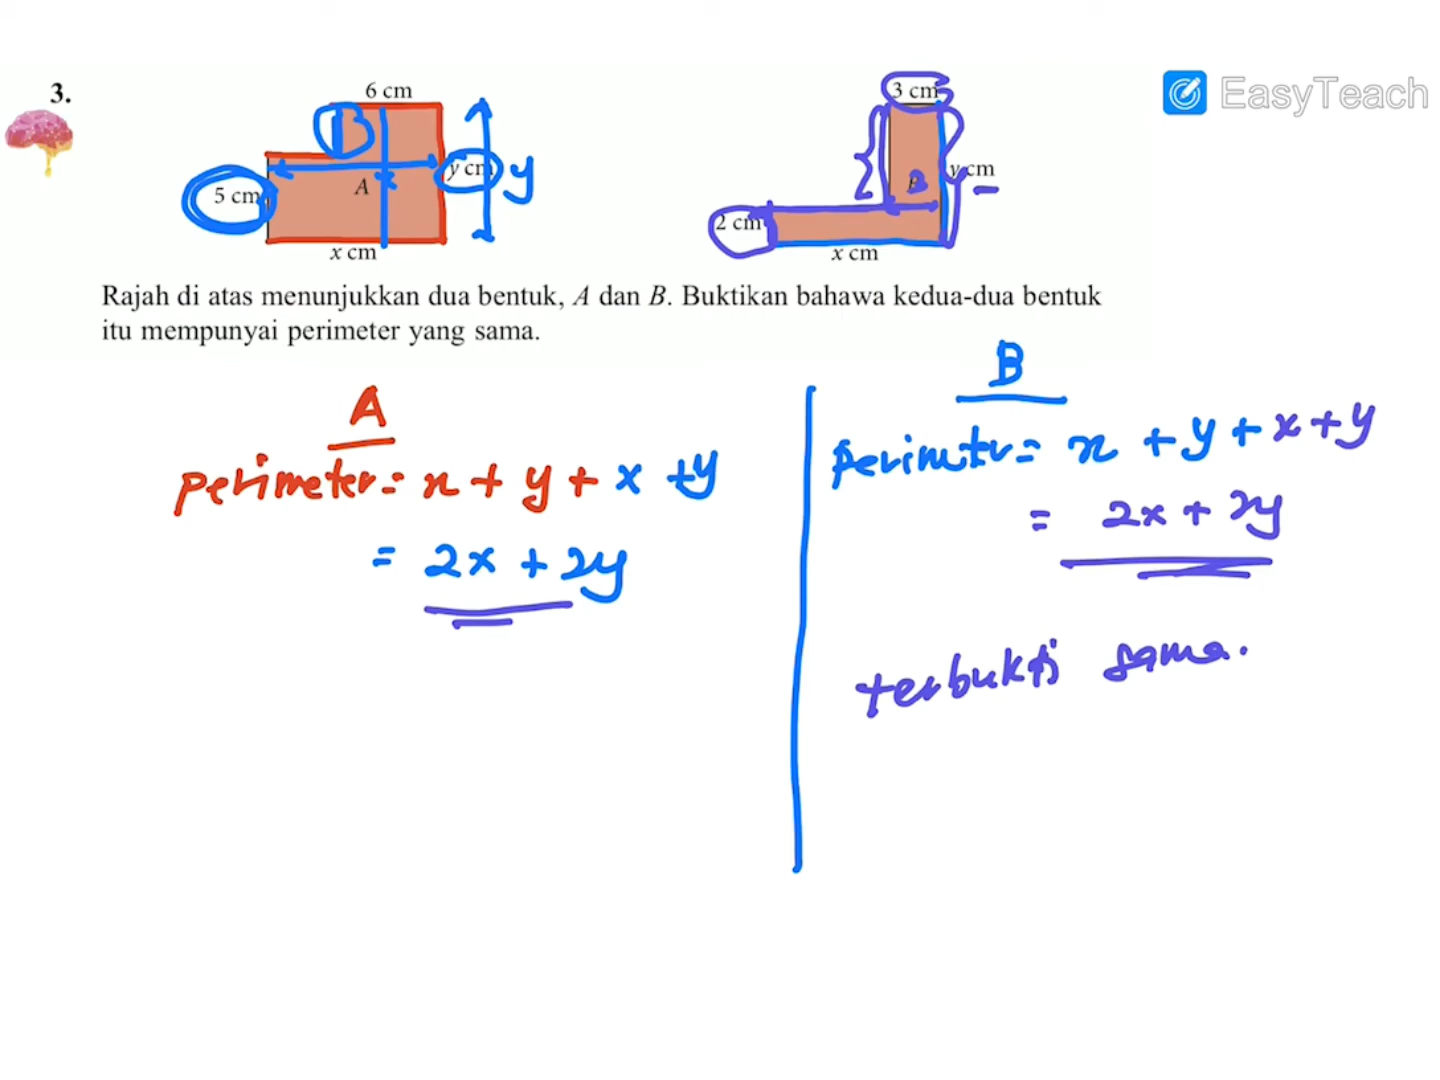 EasyTeach
3.
6 cm
5 cm
A
y cm
y
x cm
3 cm
2 cm
B
y cm
x cm
Rajah di atas menunjukkan dua bentuk, A dan B. Buktikan bahawa kedua-dua bentuk
itu mempunyai perimeter yang sama.
A
perimeter = x + y + x + y
= 2x + 2y
B
perimeter = x + y + x + y
= 2x + 2y
terbukti sama.